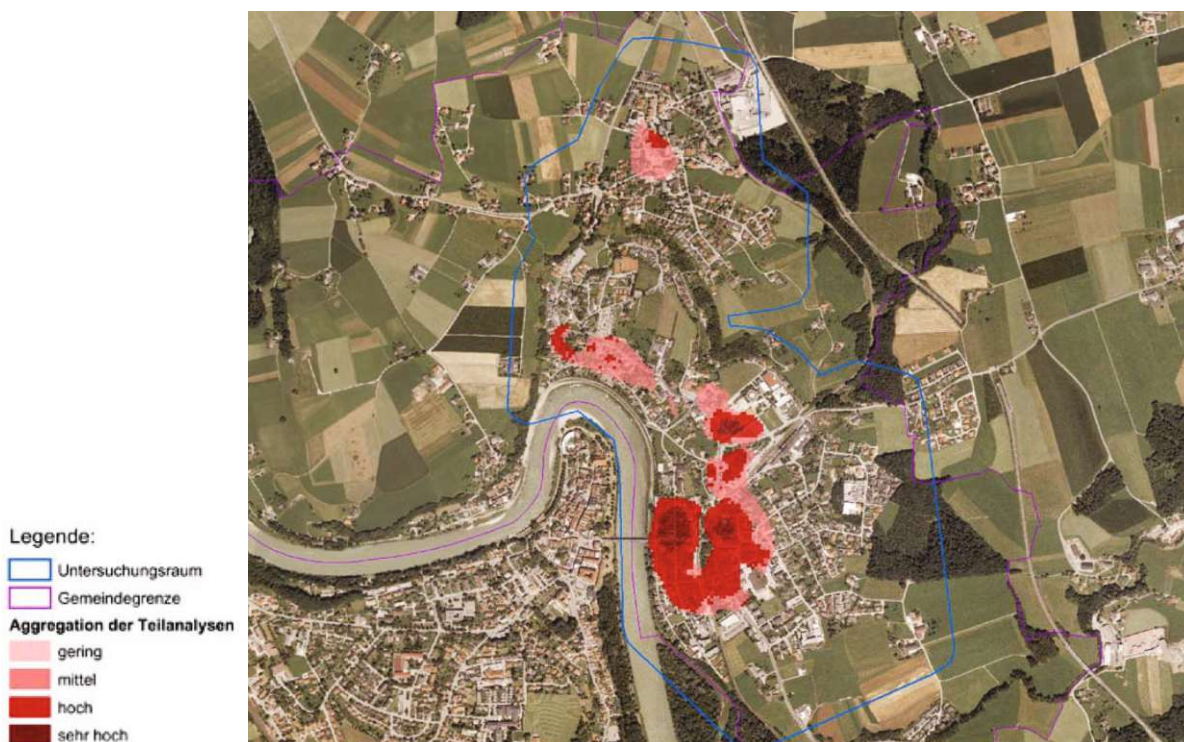 Legende:
Untersuchungsraum
Gemeindegrenze
Aggregation der Teilanalysen
gering
mittel
hoch
sehr hoch